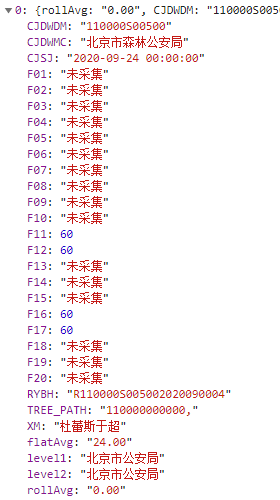 0: {rollAvg: "0.00", CJDWDM: "110000S005
CJDWDM: "110000S00500"
CJDWMC: "北京市森林公安局"
CJSJ: "2020-09-24 00:00:00"
F01: "未采集"
F02: "未采集"
F03: "未采集"
F04: "未采集"
F05: "未采集"
F06: "未采集"
F07: "未采集"
F08: "未采集"
F09: "未采集"
F10: "未采集"
F11: 60
F12: 60
F13: "未采集"
F14: "未采集"
F15: "未采集"
F16: 60
F17: 60
F18: "未采集"
F19: "未采集"
F20: "未采集"
RYBH: "R110000S005002020090004"
TREE_PATH: "110000000000,"
XM: "杜蕾斯于超"
flatAvg: "24.00"
level1: "北京市公安局"
level2: "北京市公安局"
rollAvg: "0.00"